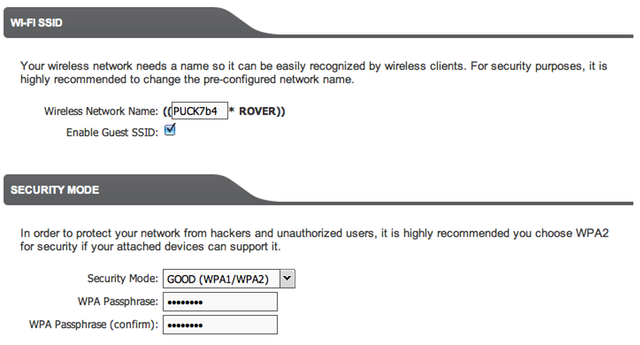 WI-FI SSID
Your wireless network needs a name so it can be easily recognized by wireless clients. For security purposes, it is
highly recommended to change the pre-configured network name.
Wireless Network Name: ((PUCK7b4* ROVER))
Enable Guest SSID:
SECURITY MODE
In order to protect your network from hackers and unauthorized users, it is highly recommended you choose WPA2
for security if your attached devices can support it.
Security Mode: GOOD (WPA1/WPA2)
WPA Passphrase: ••••••••
WPA Passphrase (confirm): ••••••••